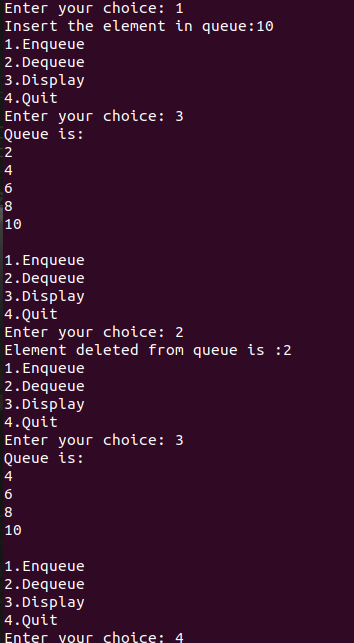 Enter your choice: 1
Insert the element in queue:10
1.Enqueue
2.Dequeue
3.Display
4.Quit
Enter your choice: 3
Queue is:
2
4
6
8
10
1.Enqueue
2.Dequeue
3.Display
4.Quit
Enter your choice: 2
Element deleted from queue is :2
1.Enqueue
2.Dequeue
3.Display
4.Quit
Enter your choice: 3
Queue is:
4
6
8
10
1.Enqueue
2.Dequeue
3.Display
4.Quit
Enter your choice: 4